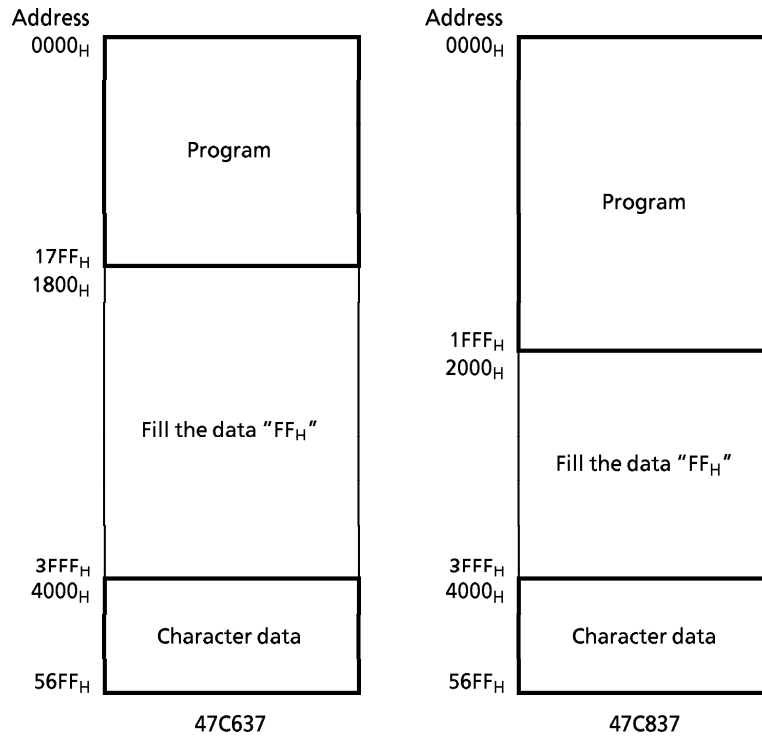 Address
0000H
Program
17FFH
1800H
Fill the data “FFH”
3FFFH
4000H
Character data
56FFH
47C637
Address
0000H
Program
1FFFH
2000H
Fill the data “FFH”
3FFFH
4000H
Character data
56FFH
47C837